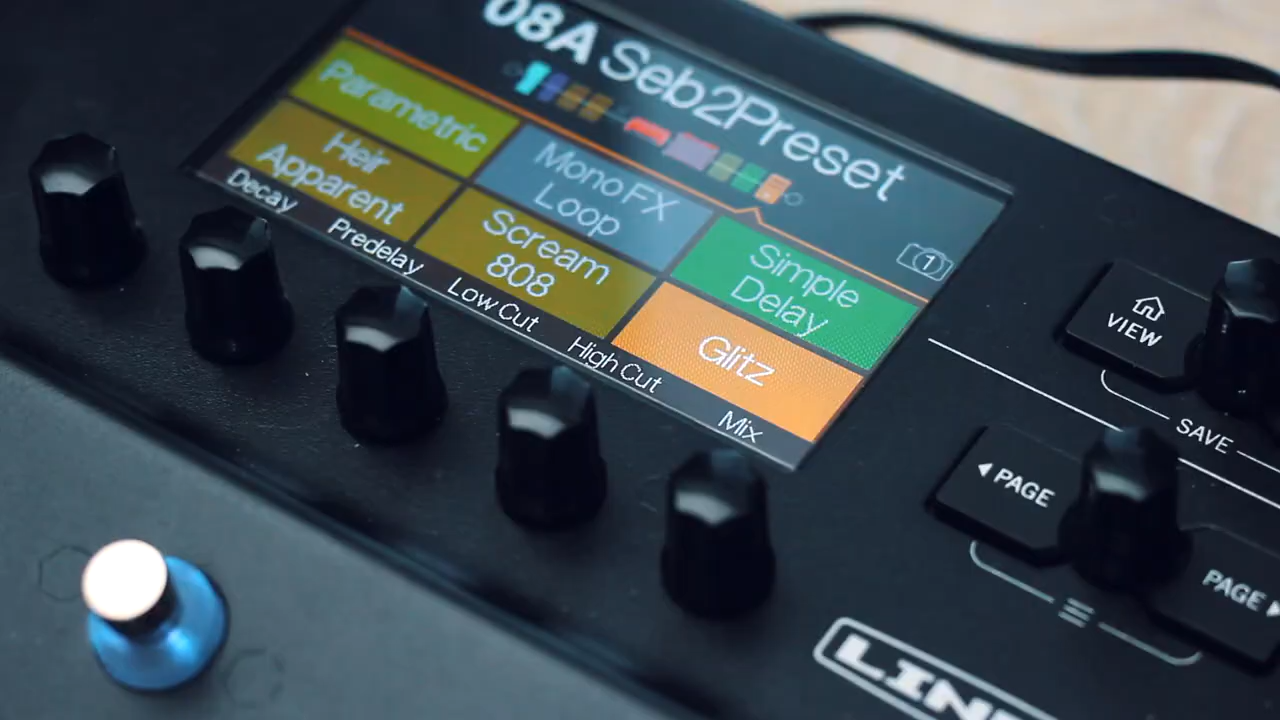 08A Seb2Preset
1
Parametric
Mono FX
Loop
Simple
Delay
Heir
Apparent
Scream
808
Glitz
Decay
Predelay
Low Cut
High Cut
Mix
VIEW
SAVE
PAGE
PAGE
LINE